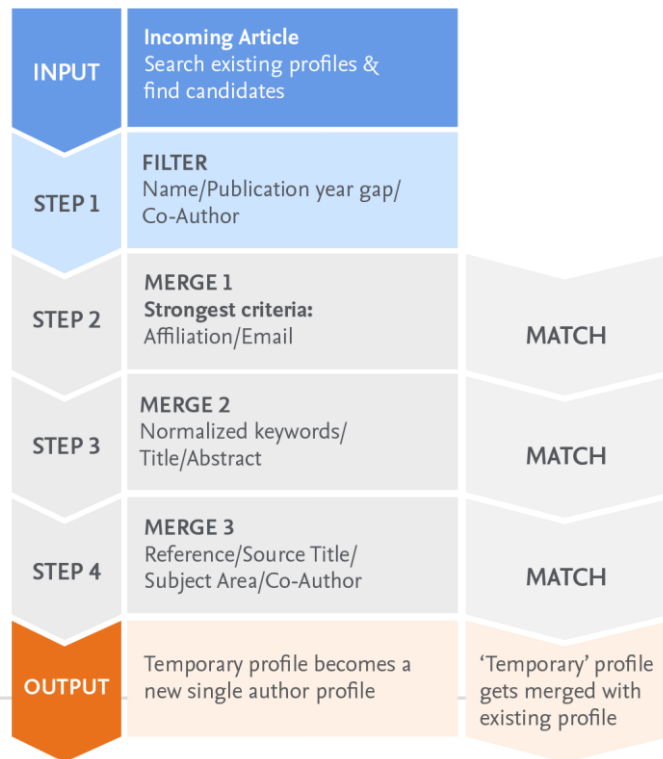 INPUT
Incoming Article
Search existing profiles &
find candidates
STEP 1
FILTER
Name/Publication year gap/
Co-Author
STEP 2
MERGE 1
Strongest criteria:
Affiliation/Email
MATCH
STEP 3
MERGE 2
Normalized keywords/
Title/Abstract
MATCH
STEP 4
MERGE 3
Reference/Source Title/
Subject Area/Co-Author
MATCH
OUTPUT
Temporary profile becomes a
new single author profile
‘Temporary’ profile
gets merged with
existing profile